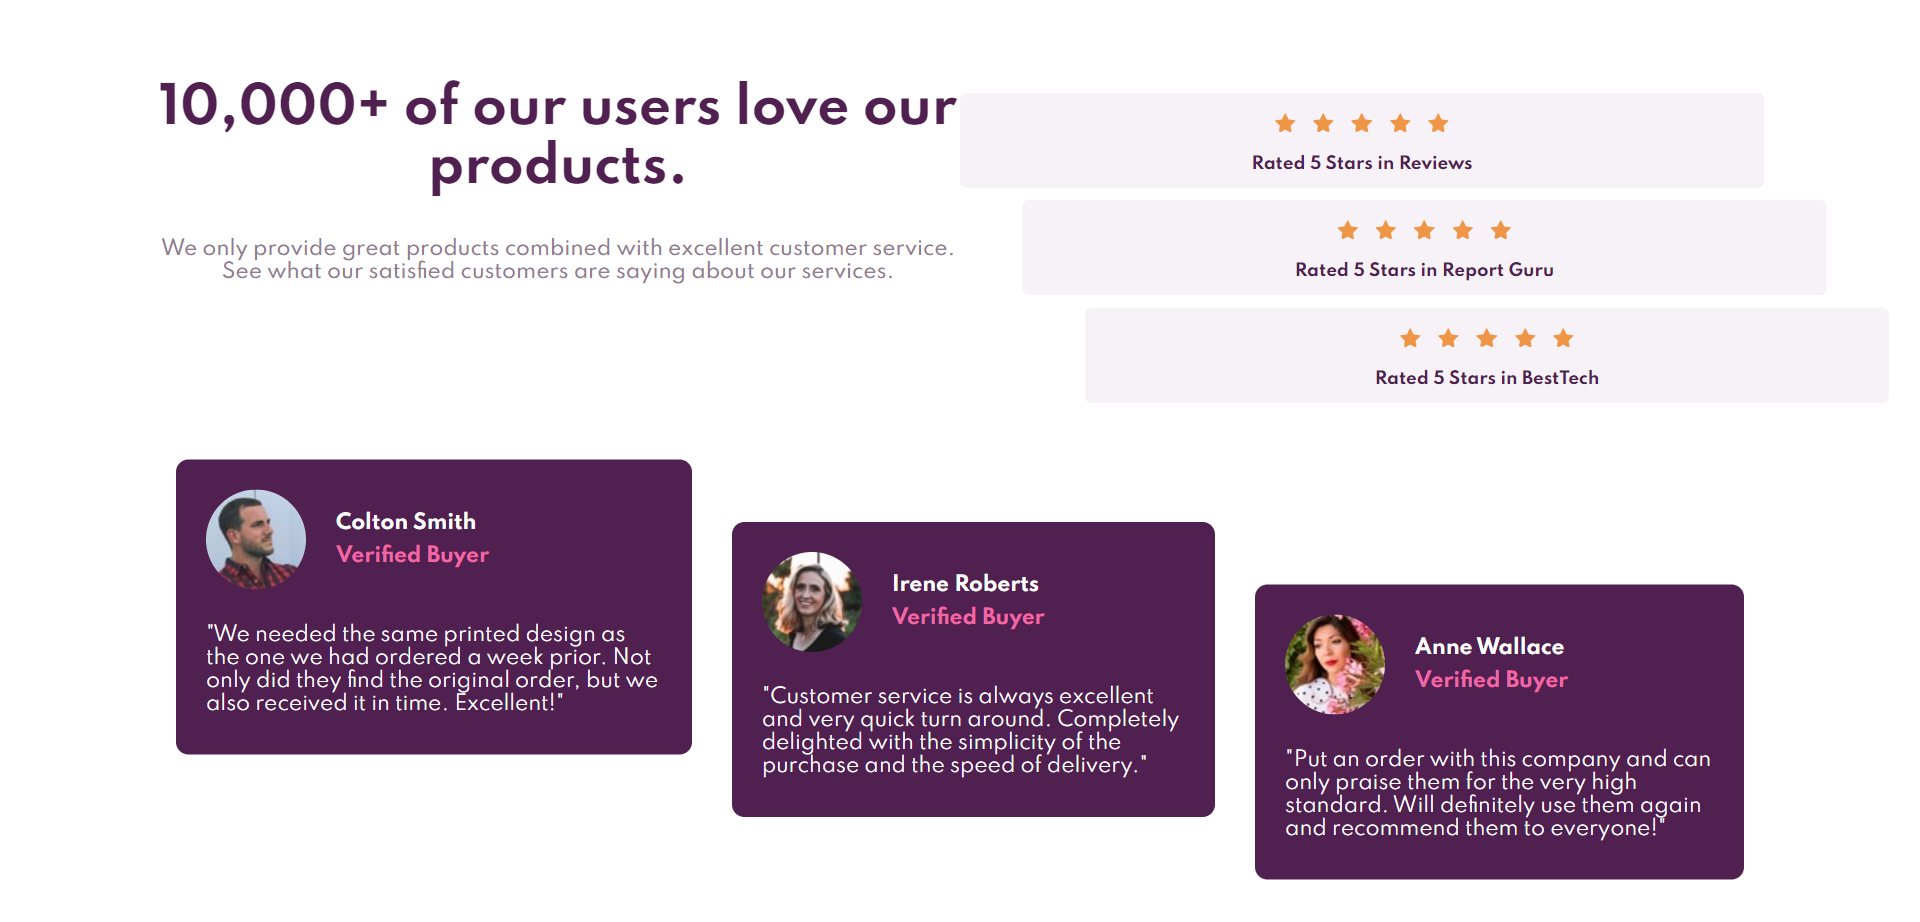 10,000+ of our users love our
products.
We only provide great products combined with excellent customer service.
See what our satisfied customers are saying about our services.
Rated 5 Stars in Reviews
Rated 5 Stars in Report Guru
Rated 5 Stars in BestTech
Colton Smith
Verified Buyer
"We needed the same printed design as
the one we had ordered a week prior. Not
only did they find the original order, but we
also received it in time. Excellent!"
Irene Roberts
Verified Buyer
"Customer service is always excellent
and very quick turn around. Completely
delighted with the simplicity of the
purchase and the speed of delivery."
Anne Wallace
Verified Buyer
"Put an order with this company and can
only praise them for the very high
standard. Will definitely use them again
and recommend them to everyone!"